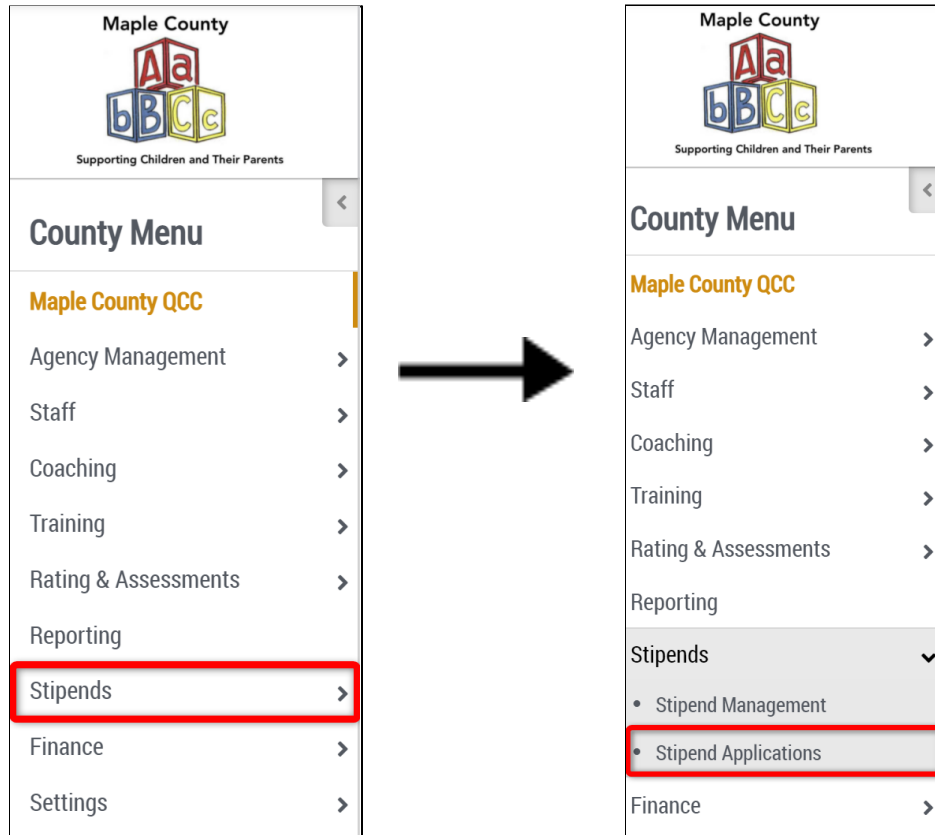 Maple County
Aa
bBCc
Supporting Children and Their Parents
County Menu
Maple County QCC
Agency Management
Staff
Coaching
Training
Rating & Assessments
Reporting
Stipends
Finance
Settings
Maple County
Aa
bBCc
Supporting Children and Their Parents
County Menu
Maple County QCC
Agency Management
Staff
Coaching
Training
Rating & Assessments
Reporting
Stipends
• Stipend Management
• Stipend Applications
Finance